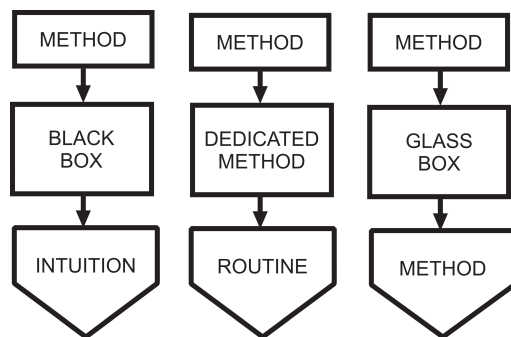 METHOD
BLACK
BOX
INTUITION
METHOD
DEDICATED
METHOD
ROUTINE
METHOD
GLASS
BOX
METHOD